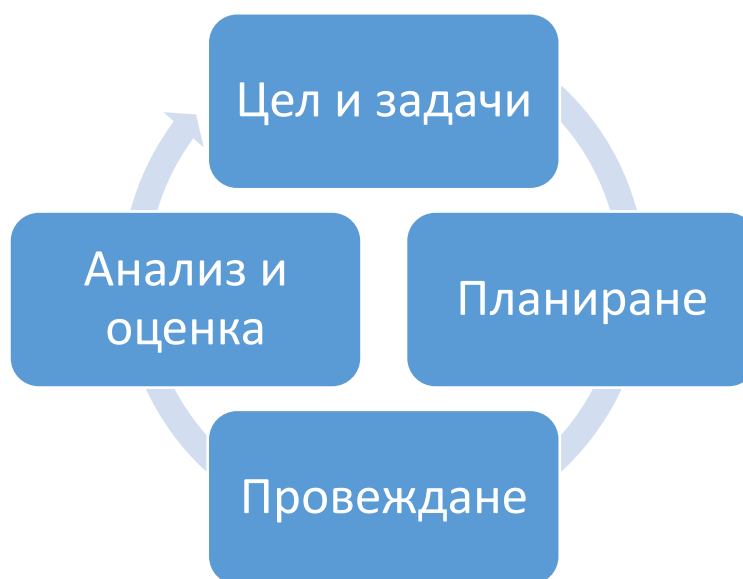 Цел и задачи
Планиране
Провеждане
Анализ и
оценка